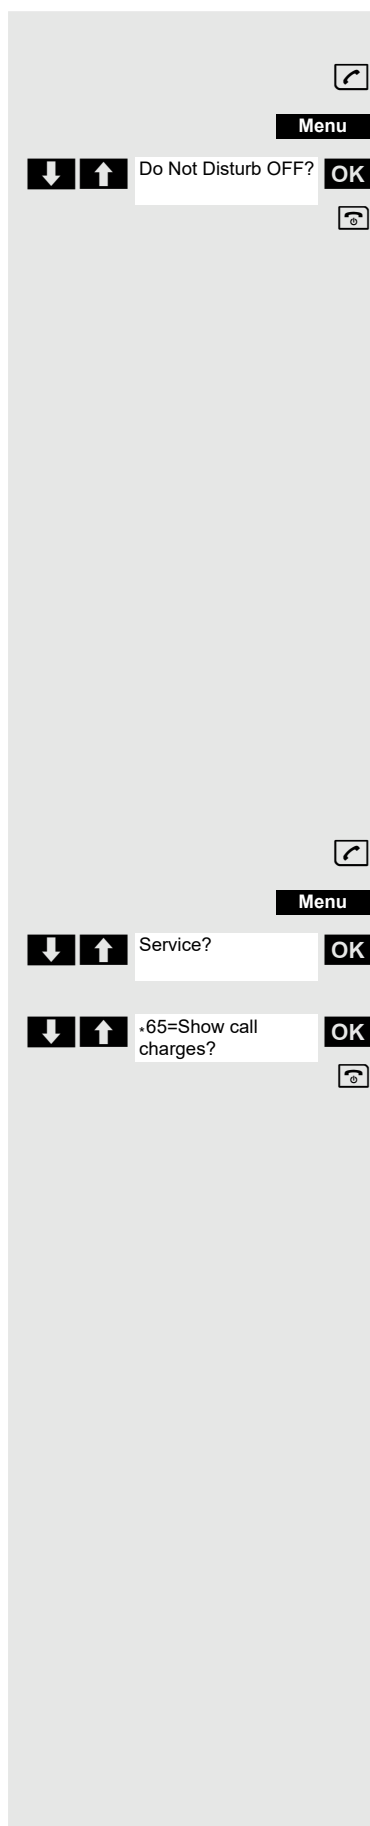 Menu
Do Not Disturb OFF? OK
Menu
Service? OK
*65=Show call OK
charges?